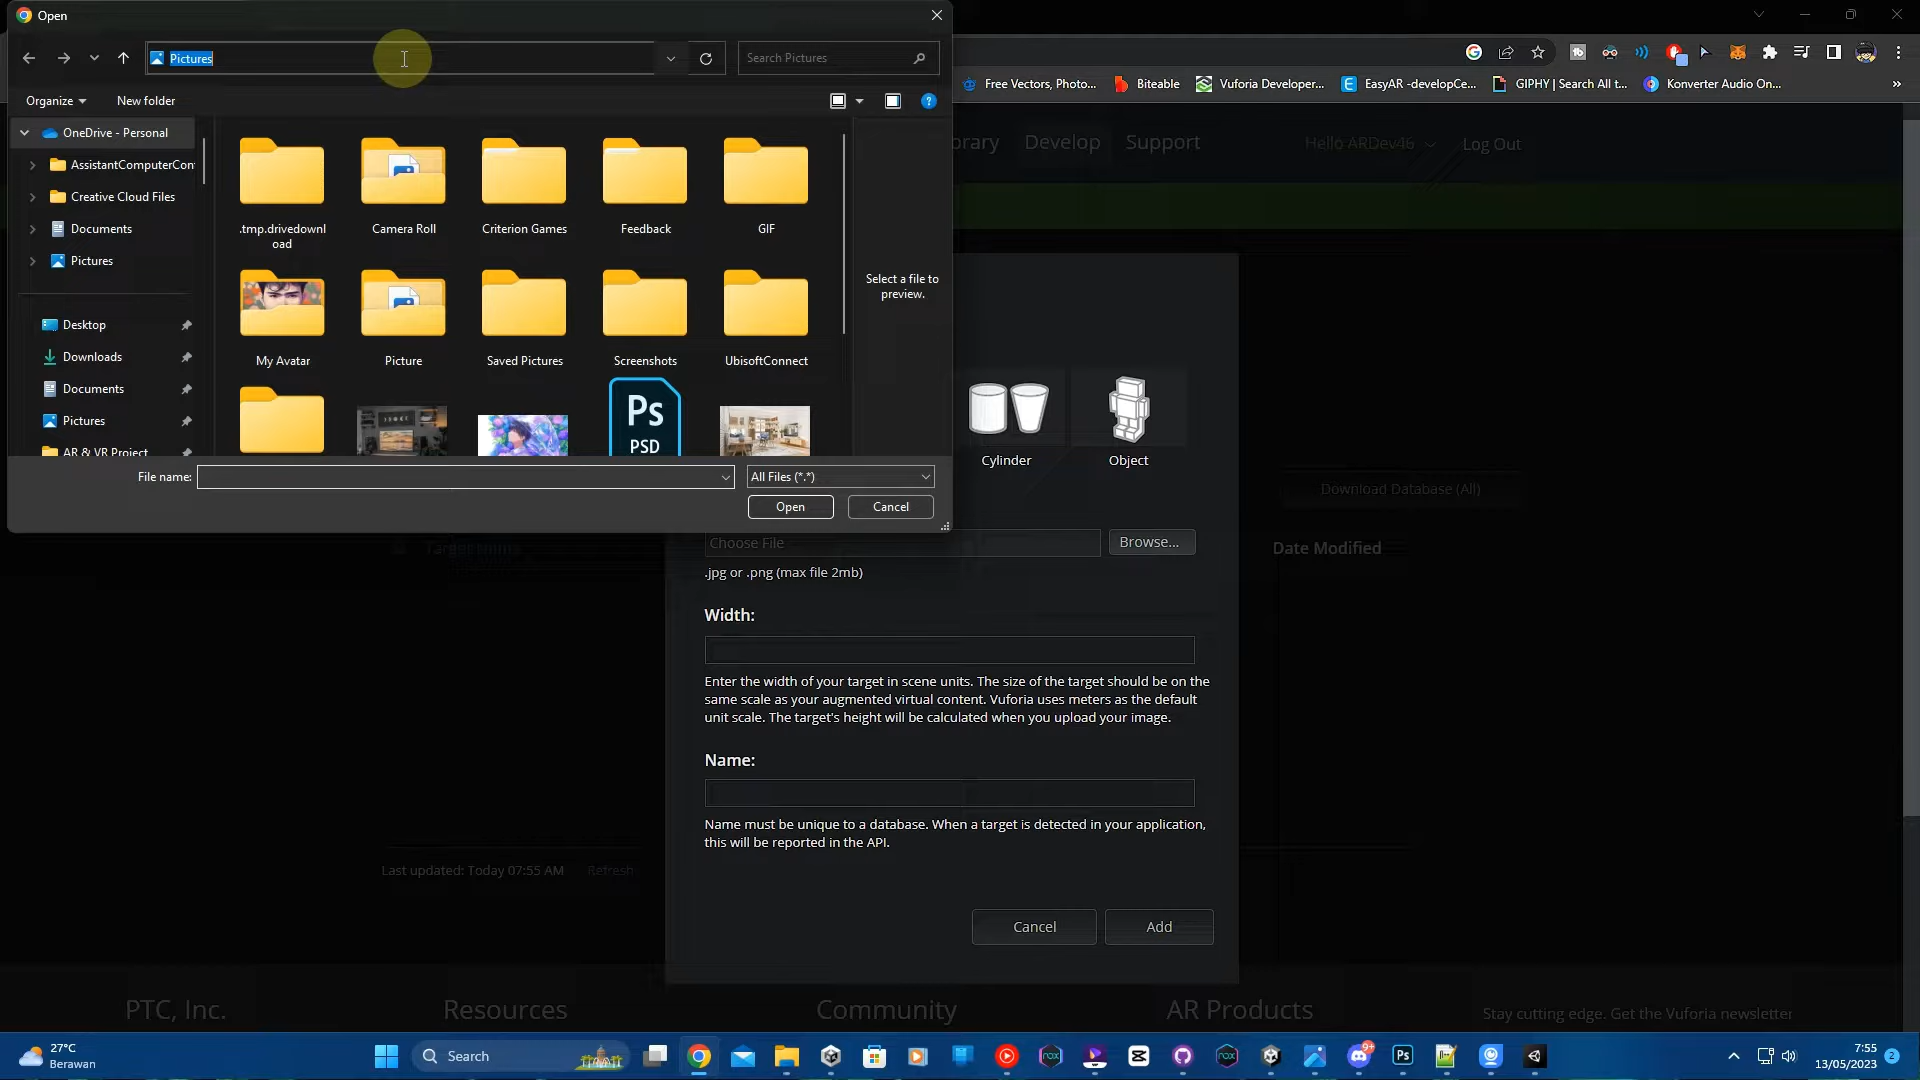 Open
Pictures
Search Pictures
Organize
New folder
OneDrive - Personal
AssistantComputerCon
Creative Cloud Files
Documents
Pictures
Desktop
Downloads
Documents
Pictures
AR & VR Project
.tmp.drivedownl
oad
Camera Roll
Criterion Games
Feedback
GIF
My Avatar
Picture
Saved Pictures
Screenshots
UbisoftConnect
Ps
PSD
Select a file to
preview.
File name:
All Files (*.*)
Open
Cancel
Free Vectors, Photo...
Biteable
Vuforia Developer...
EasyAR -developCe...
GIPHY | Search All t...
Konverter Audio On...
»
brary
Develop
Support
Hello ARDev46
Log Out
Cylinder
Object
Download Database (All)
Target Name
Date Modified
Choose File
Browse...
.jpg or .png (max file 2mb)
Width:
Enter the width of your target in scene units. The size of the target should be on the
same scale as your augmented virtual content. Vuforia uses meters as the default
unit scale. The target's height will be calculated when you upload your image.
Name:
Name must be unique to a database. When a target is detected in your application,
this will be reported in the API.
Last updated: Today 07:55 AM
Refresh
Cancel
Add
PTC, Inc.
Resources
Community
AR Products
Stay cutting edge. Get the Vuforia newsletter
27°C
Berawan
Search
nox
nox
9+
Ps
7:55
13/05/2023
2